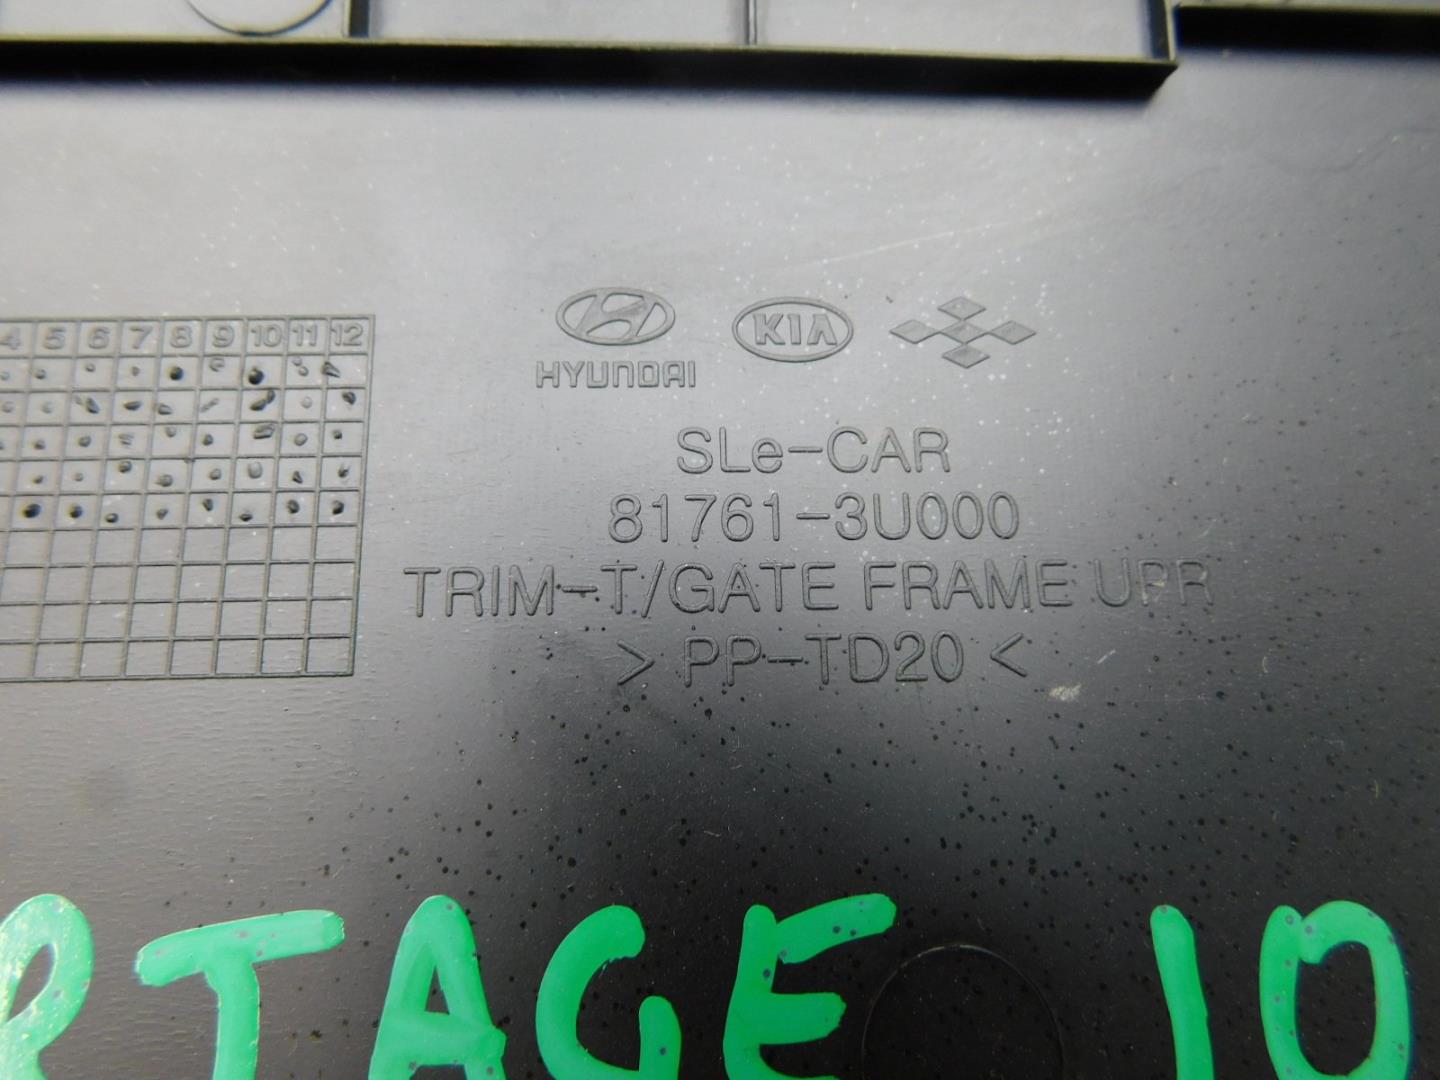 4 5 6 7 8 9 10 11 12
HYUNDAI
KIA
SLe-CAR
81761-3U000
TRIM-T/GATE FRAME UPR
> PP-TD20 <
RTAGE 10